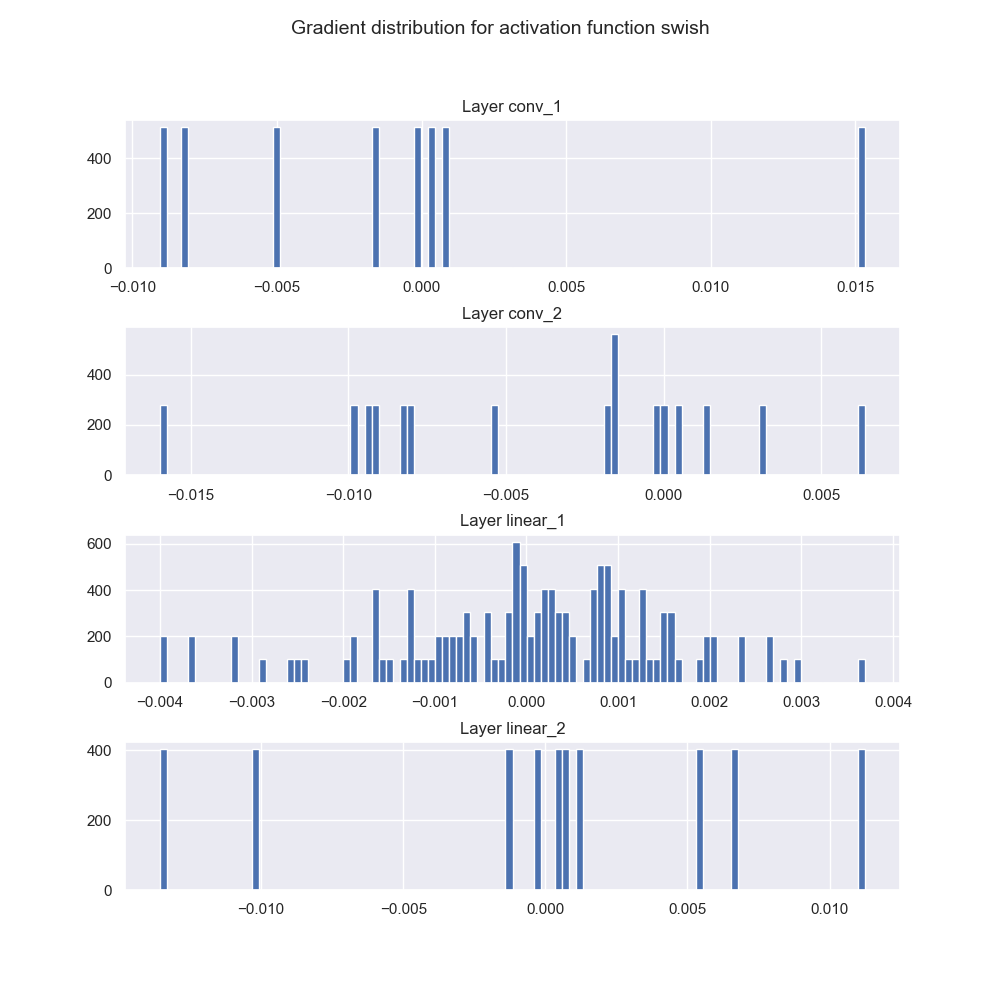 Gradient distribution for activation function swish
Layer conv_1
400
200
0
−0.010 −0.005 0.000 0.005 0.010 0.015
Layer conv_2
400
200
0
−0.015 −0.010 −0.005 0.000 0.005
Layer linear_1
600
400
200
0
−0.004 −0.003 −0.002 −0.001 0.000 0.001 0.002 0.003 0.004
Layer linear_2
400
200
0
−0.010 −0.005 0.000 0.005 0.010